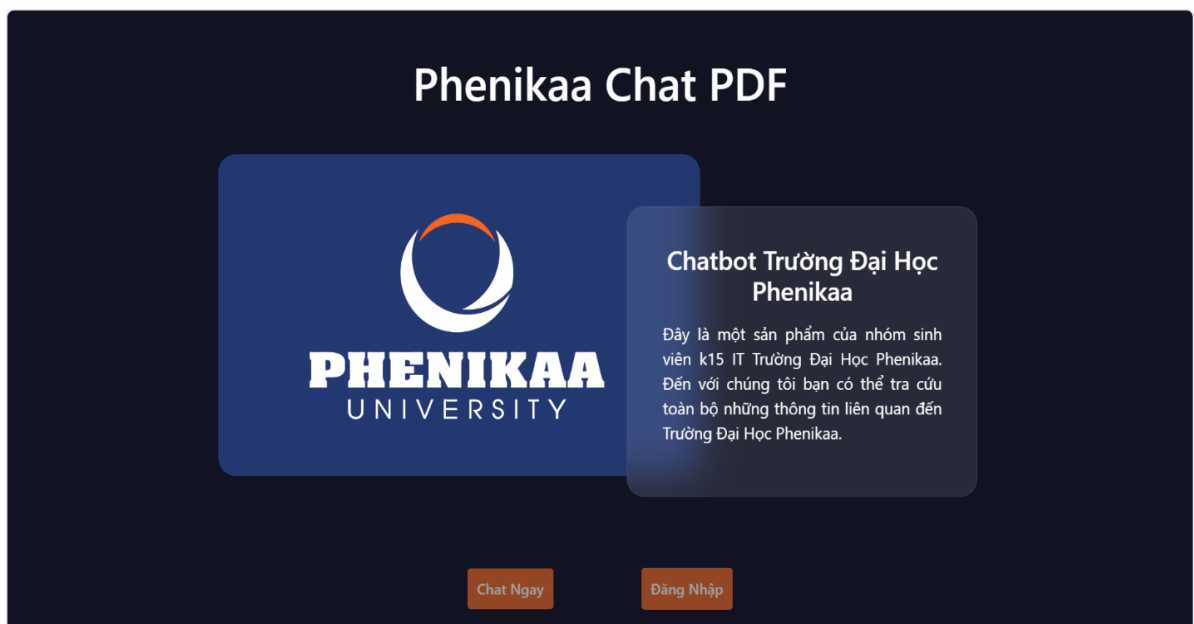 Phenikaa Chat PDF
PHENIKAA
UNIVERSITY
Chatbot Trường Đại Học
Phenikaa
Đây là một sản phẩm của nhóm sinh
viên k15 IT Trường Đại Học Phenikaa.
Đến với chúng tôi bạn có thể tra cứu
toàn bộ những thông tin liên quan đến
Trường Đại Học Phenikaa.
Chat Ngay
Đăng Nhập